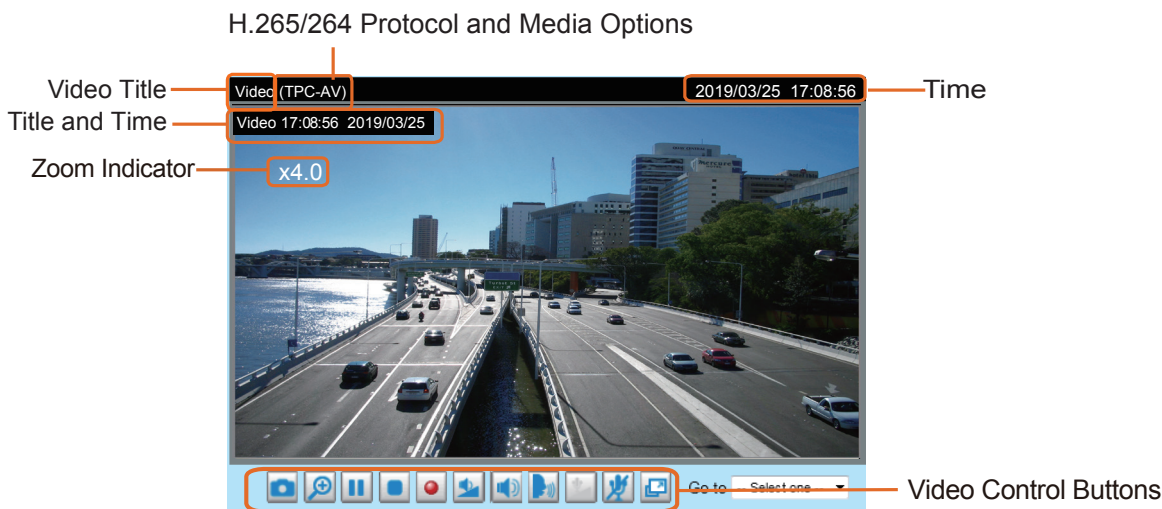 H.265/264 Protocol and Media Options
Video Title
Video (TPC-AV)
2019/03/25 17:08:56
Time
Title and Time
Video 17:08:56 2019/03/25
Zoom Indicator
x4.0
Go to
-- Select one --
Video Control Buttons